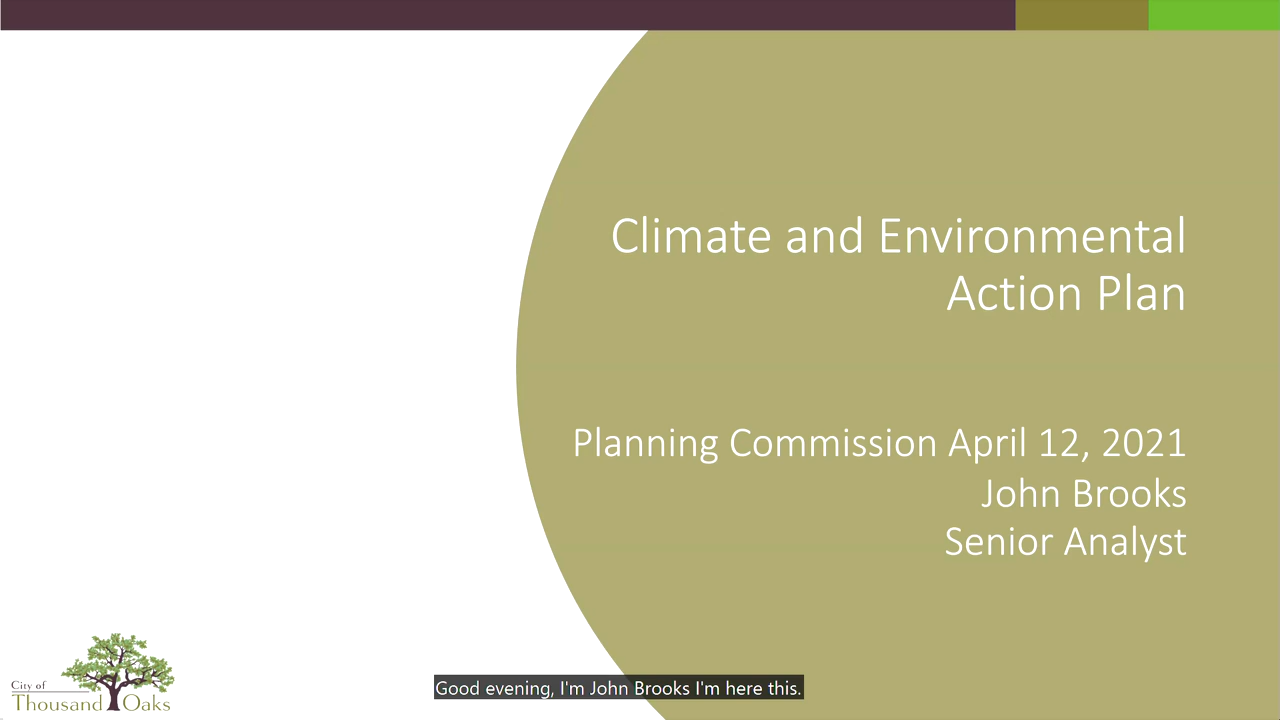 Climate and Environmental
Action Plan
Planning Commission April 12, 2021
John Brooks
Senior Analyst
City of
Thousand Oaks
Good evening, I'm John Brooks I'm here this.